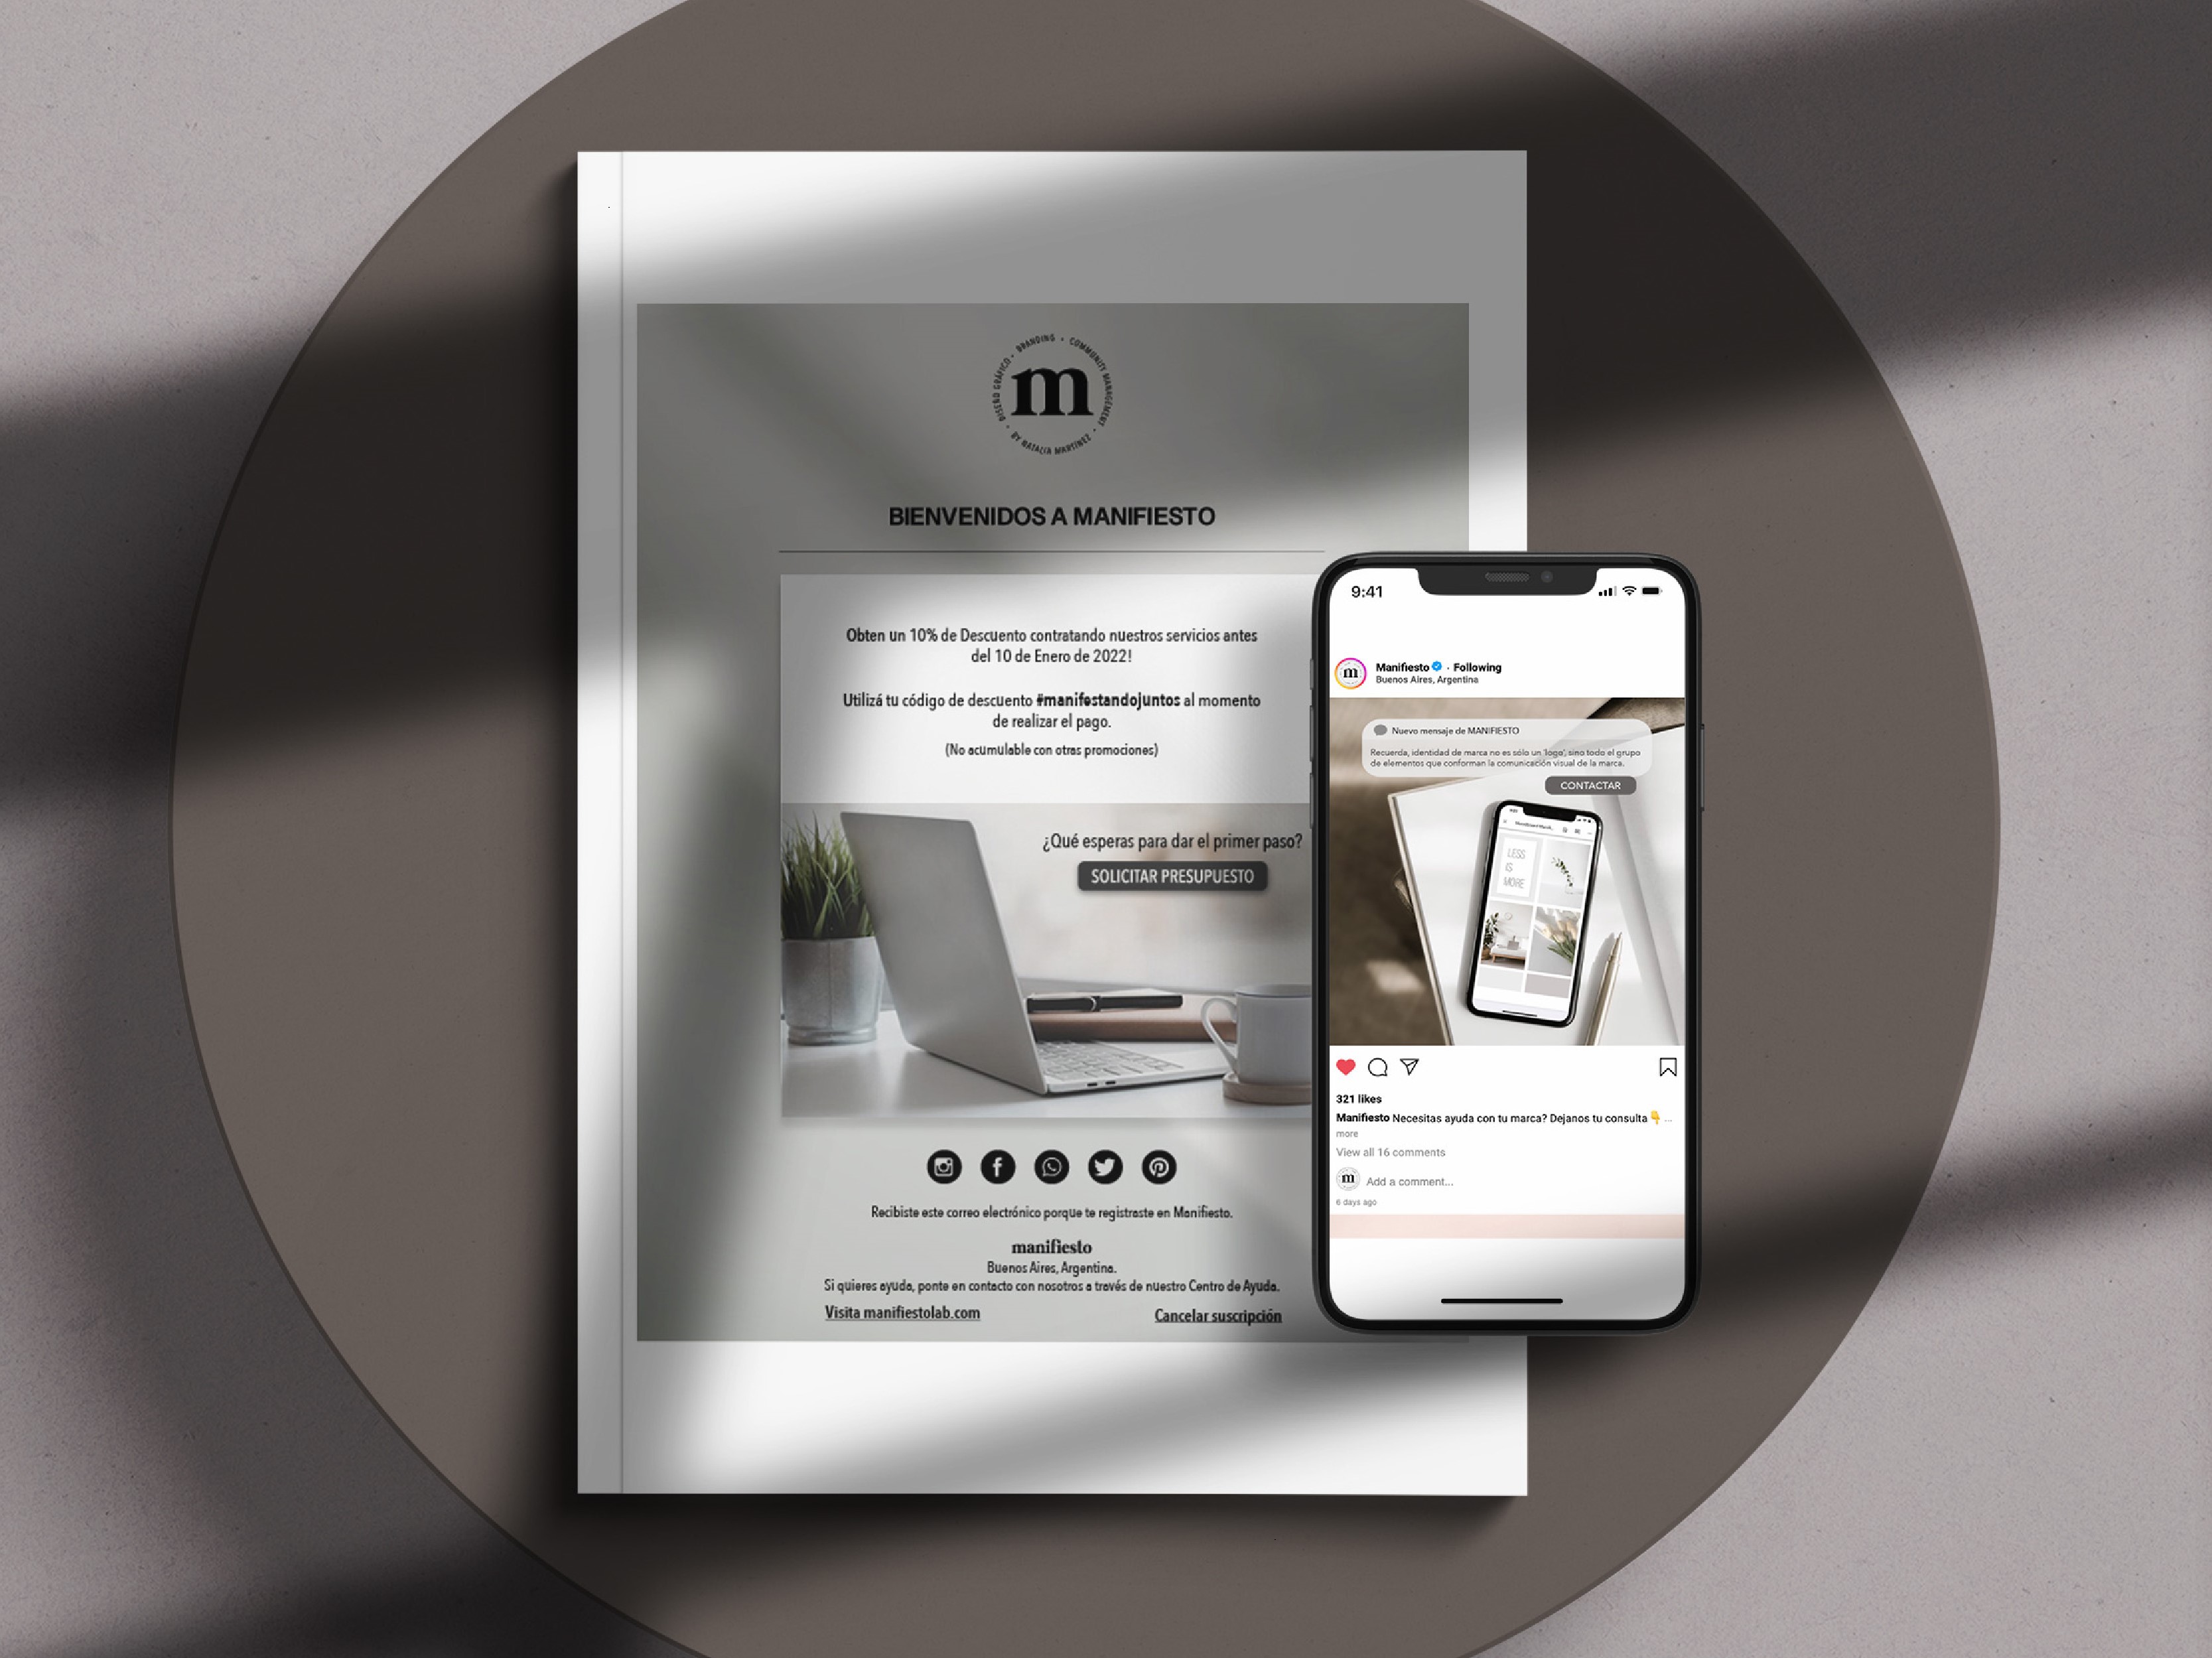 BRANDING • COMMUNITY MANAGEMENT • BY NATALIA MARTÍNEZ • DISEÑO GRÁFICO •
m
BIENVENIDOS A MANIFIESTO
Obten un 10% de Descuento contratando nuestros servicios antes
del 10 de Enero de 2022!
Utilizá tu código de descuento #manifestandojuntos al momento
de realizar el pago.
(No acumulable con otras promociones)
¿Qué esperas para dar el primer paso?
SOLICITAR PRESUPUESTO
Recibiste este correo electrónico porque te registraste en Manifiesto.
manifiesto
Buenos Aires, Argentina.
Si quieres ayuda, ponte en contacto con nosotros a través de nuestro Centro de Ayuda.
Visita manifiestolab.com
Cancelar suscripción
9:41
m
Manifiesto · Following
Buenos Aires, Argentina
Nuevo mensaje de MANIFIESTO
Recuerda, identidad de marca no es sólo un 'logo', sino todo el grupo
de elementos que conforman la comunicación visual de la marca.
CONTACTAR
LESS
IS
MORE
321 likes
Manifiesto Necesitas ayuda con tu marca? Dejanos tu consulta 👇 ...
more
View all 16 comments
m
Add a comment...
6 days ago